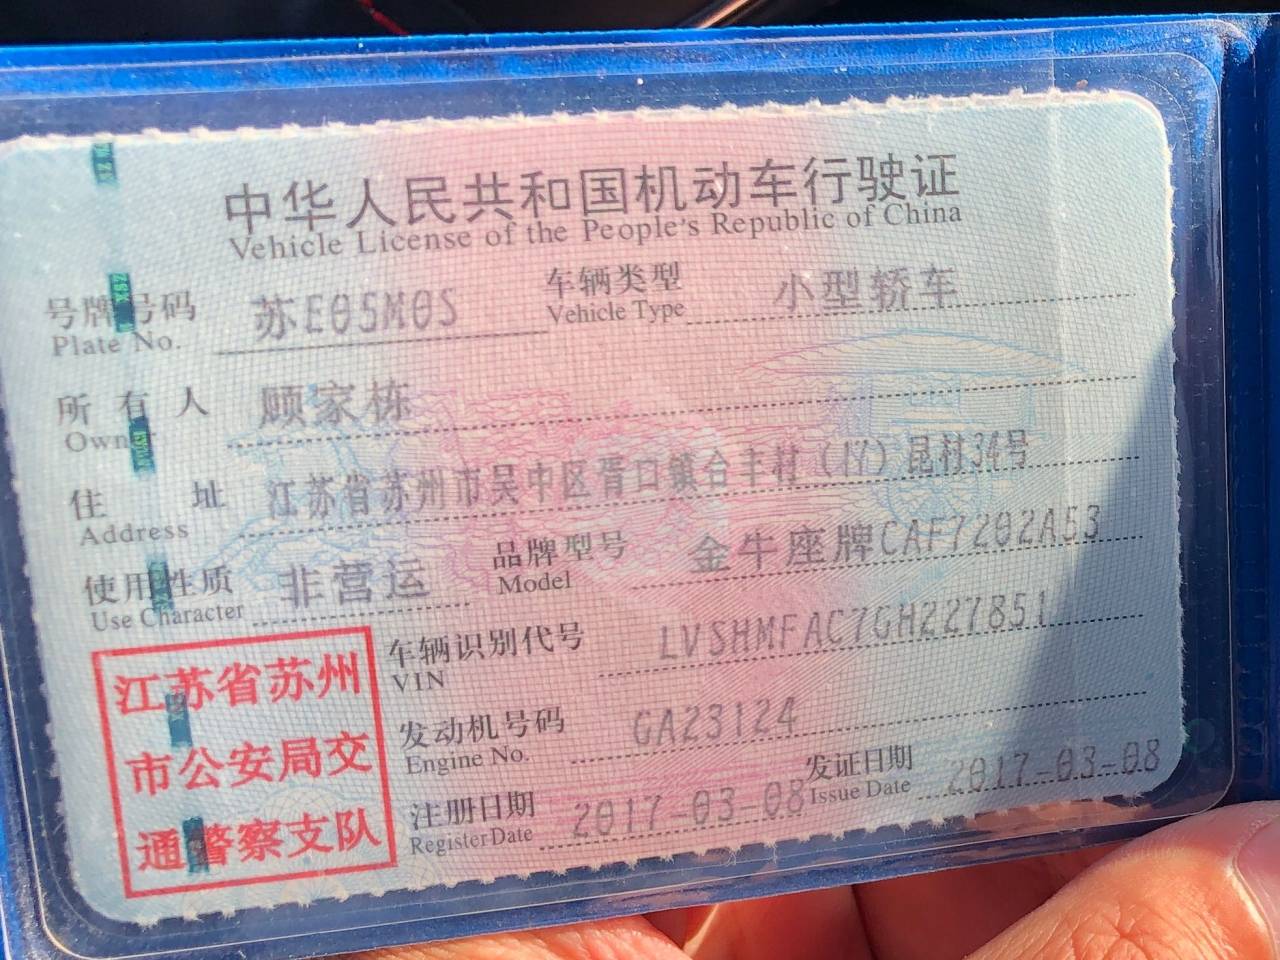 中华人民共和国机动车行驶证
Vehicle License of the People's Republic of China
号牌号码 苏E05M0S 车辆类型 小型轿车
Plate No. Vehicle Type
所有人 顾家栋
Owner
住址 江苏省苏州市吴中区胥口镇合丰村 昆村34号
Address
使用性质 非营运 品牌型号 金牛座牌CAF7202A53
Use Character Model
车辆识别代号 LVSHMFAC7GH227851
VIN
发动机号码 GA23124
Engine No.
注册日期 2017-03-08 发证日期 2017-03-08
Register Date Issue Date
江苏省苏州
市公安局交
通警察支队